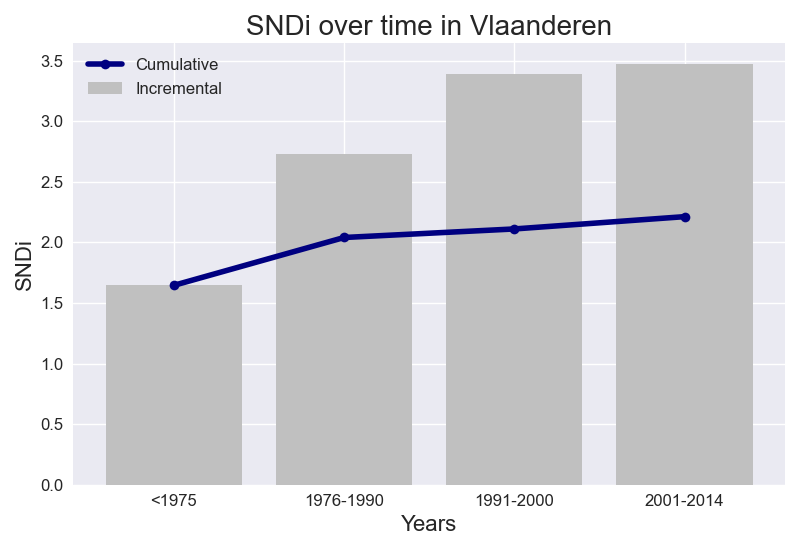 SNDi over time in Vlaanderen
Cumulative
Incremental
3.5
3.0
2.5
2.0
1.5
1.0
0.5
0.0
SNDi
<1975
1976-1990
1991-2000
2001-2014
Years